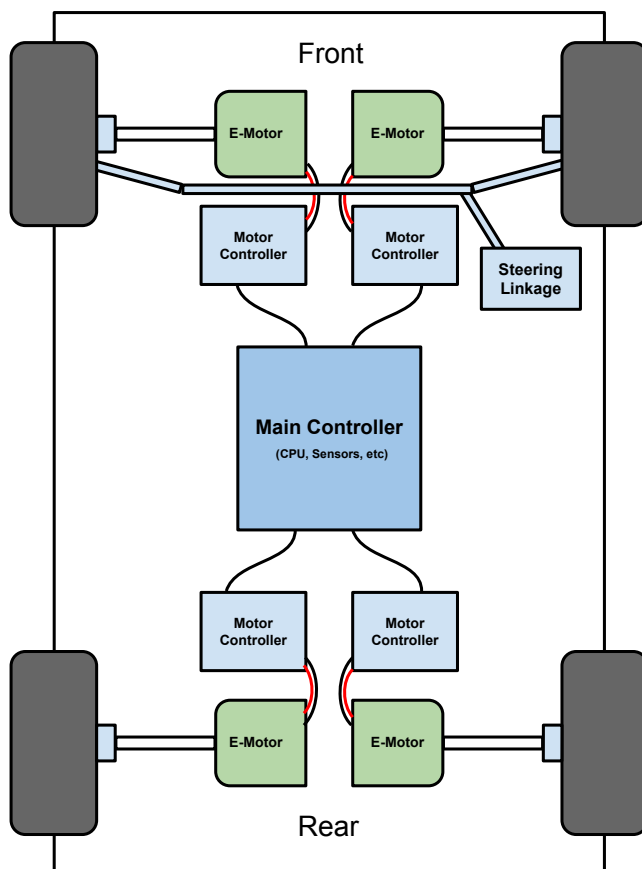 Front
E-Motor
E-Motor
Motor
Controller
Motor
Controller
Steering
Linkage
Main Controller
(CPU, Sensors, etc)
Motor
Controller
Motor
Controller
E-Motor
E-Motor
Rear